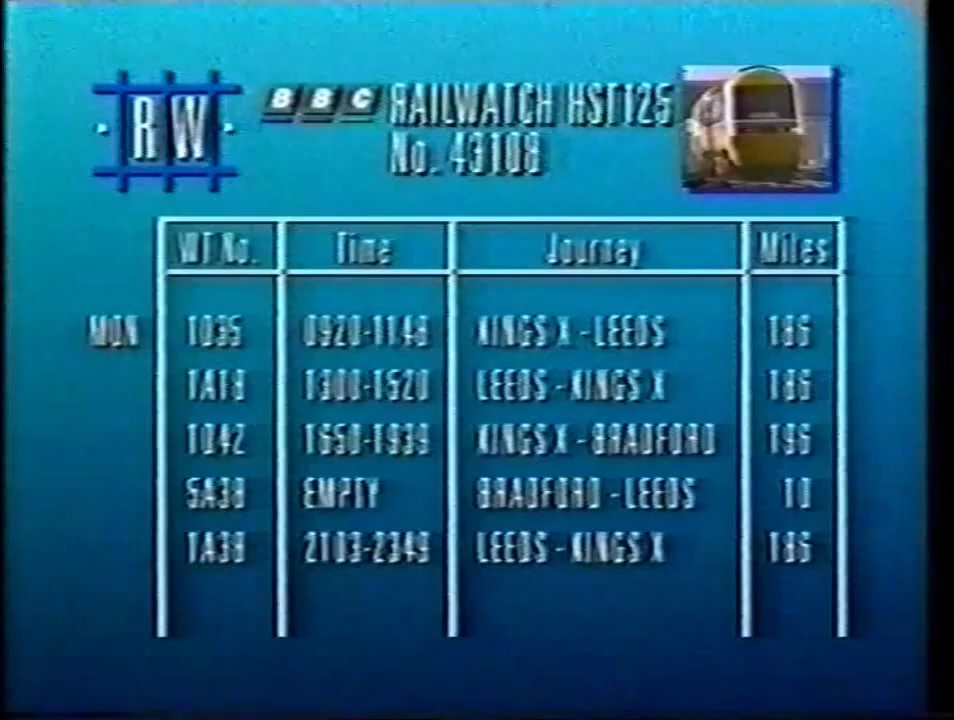 RW
BBC RAILWATCH HST125
No. 43108
WT No. Time Journey Miles
MON 1D35 0920-1148 KINGS X - LEEDS 186
1A18 1300-1520 LEEDS - KINGS X 186
1D42 1650-1939 KINGS X - BRADFORD 196
5A38 EMPTY BRADFORD - LEEDS 10
1A38 2103-2349 LEEDS - KINGS X 186